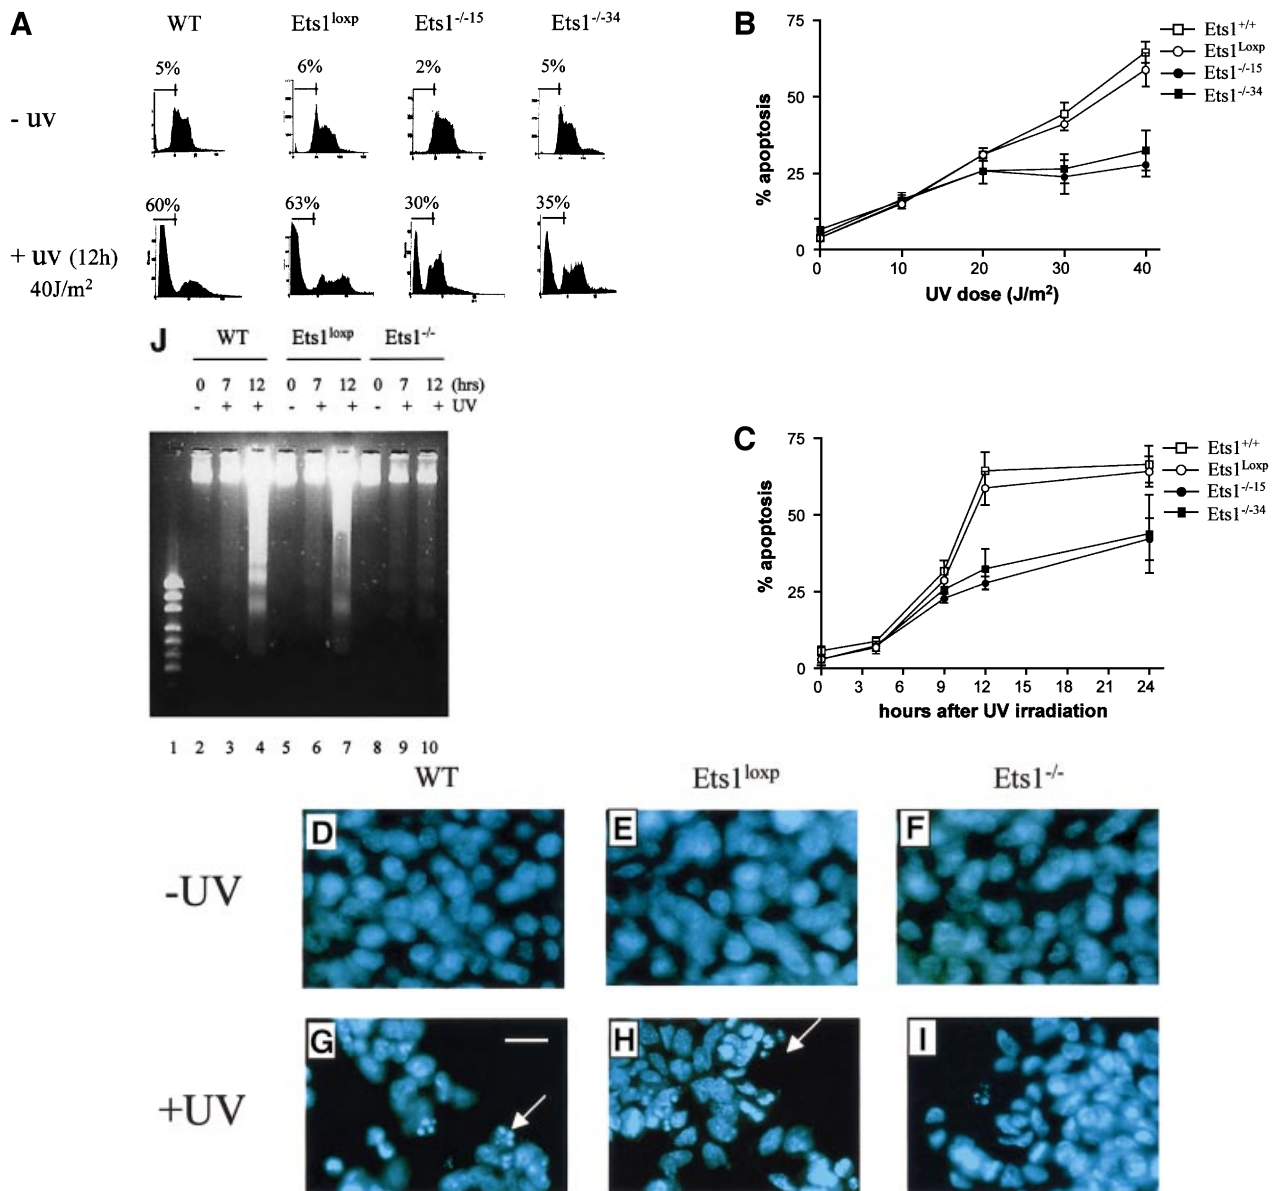 A
WT Ets1loxp Ets1-/-15 Ets1-/-34
5% 6% 2% 5%
- uv
60% 63% 30% 35%
+ uv (12h)
40J/m2
B
75
50
25
0
% apoptosis
0 10 20 30 40
UV dose (J/m2)
Ets1+/+
Ets1Loxp
Ets1-/-15
Ets1-/-34
J
WT Ets1loxp Ets1-/-
0 7 12 0 7 12 0 7 12 (hrs)
- + + - + + - + + UV
1 2 3 4 5 6 7 8 9 10
C
75
50
25
0
% apoptosis
0 3 6 9 12 15 18 21 24
hours after UV irradiation
Ets1+/+
Ets1Loxp
Ets1-/-15
Ets1-/-34
WT Ets1loxp Ets1-/-
-UV
D E F
+UV
G H I